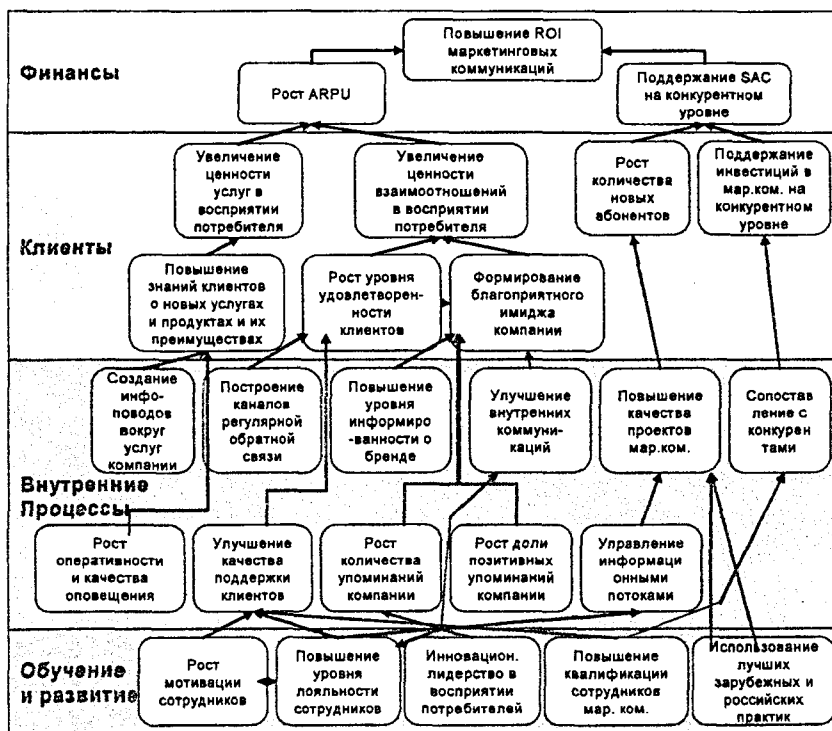 Финансы
Повышение ROI
маркетинговых
коммуникаций
Рост ARPU
Поддержание SAC
на конкурентном
уровне
Клиенты
Увеличение
ценности
услуг в
восприятии
потребителя
Увеличение
ценности
взаимоотношений
в восприятии
потребителя
Рост
количества
новых
абонентов
Поддержание
инвестиций в
мар.ком. на
конкурентном
уровне
Повышение
знаний клиентов
о новых услугах
и продуктах и их
преимуществах
Рост уровня
удовлетворен-
ности
клиентов
Формирование
благоприятного
имиджа
компании
Внутренние
Процессы
Создание
инфо-
поводов
вокруг
услуг
компании
Построение
каналов
регулярной
обратной
связи
Повышение
уровня
информиро
-ванности о
бренде
Улучшение
внутренних
коммуни-
каций
Повышение
качества
проектов
мар.ком.
Сопостав-
ление с
конкурен
тами
Рост
оперативности
и качества
оповещения
Улучшение
качества
поддержки
клиентов
Рост
количества
упоминаний
компании
Рост доли
позитивных
упоминаний
компании
Управление
информаци
онными
потоками
Обучение
и развитие
Рост
мотивации
сотрудников
Повышение
уровня
лояльности
сотрудников
Инновацион.
лидерство в
восприятии
потребителей
Повышение
квалификации
сотрудников
мар. ком.
Использование
лучших
зарубежных и
российских
практик